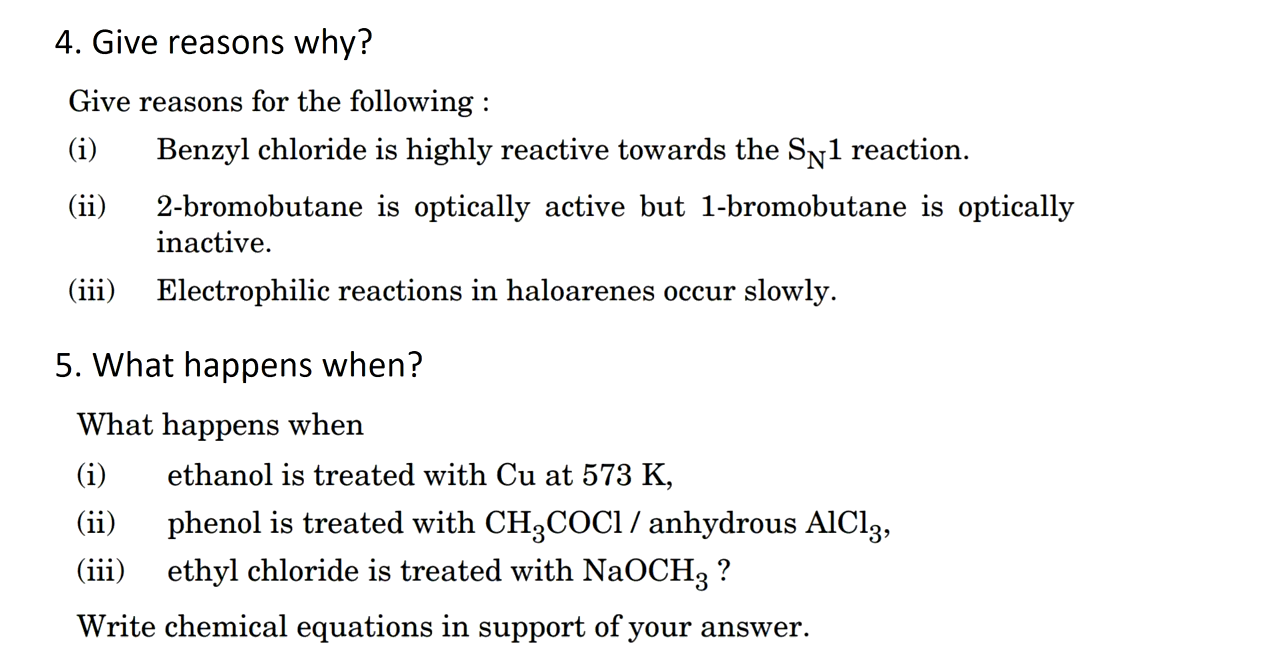 4. Give reasons why?
Give reasons for the following :
(i) Benzyl chloride is highly reactive towards the S_N1 reaction.
(ii) 2-bromobutane is optically active but 1-bromobutane is optically
inactive.
(iii) Electrophilic reactions in haloarenes occur slowly.
5. What happens when?
What happens when
(i) ethanol is treated with Cu at 573 K,
(ii) phenol is treated with CH₃COCl / anhydrous AlCl₃,
(iii) ethyl chloride is treated with NaOCH₃ ?
Write chemical equations in support of your answer.